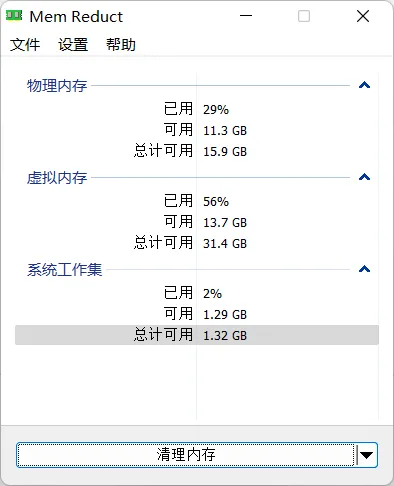 Mem Reduct
文件 设置 帮助
物理内存
已用 29%
可用 11.3 GB
总计可用 15.9 GB
虚拟内存
已用 56%
可用 13.7 GB
总计可用 31.4 GB
系统工作集
已用 2%
可用 1.29 GB
总计可用 1.32 GB
清理内存